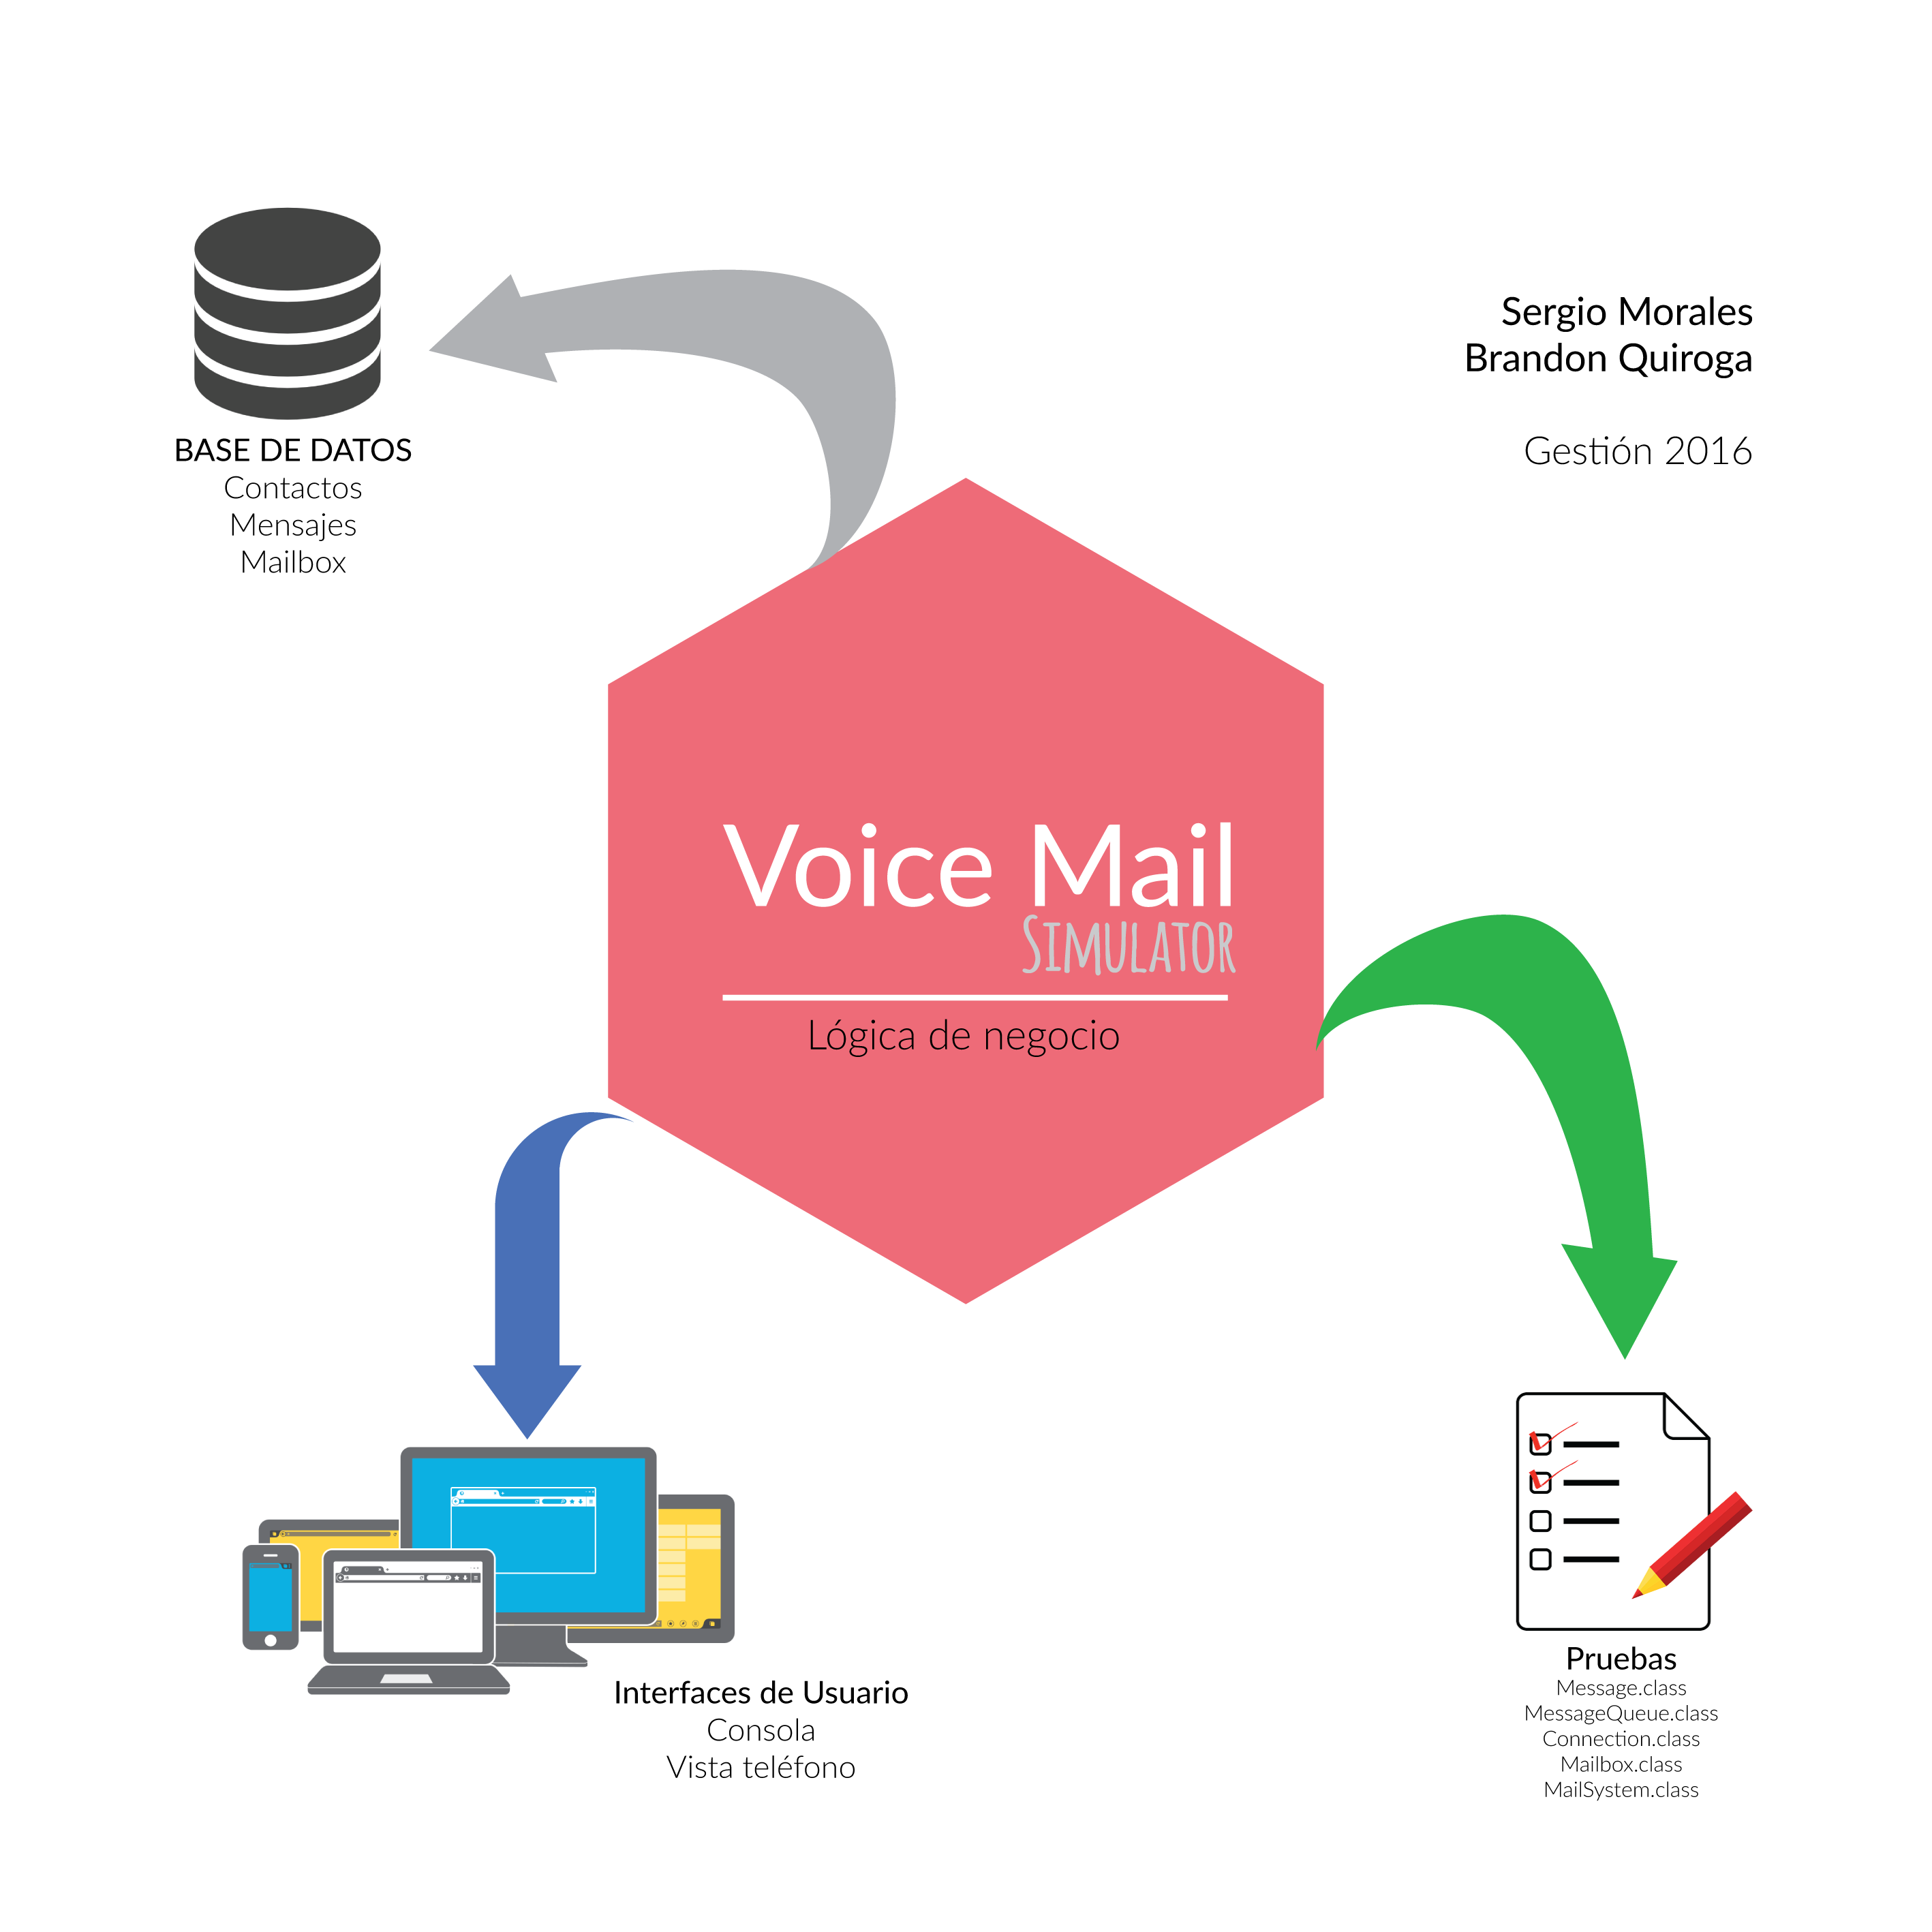 Sergio Morales
Brandon Quiroga
Gestión 2016
BASE DE DATOS
Contactos
Mensajes
Mailbox
Voice Mail
SIMULATOR
Lógica de negocio
Interfaces de Usuario
Consola
Vista teléfono
Pruebas
Message.class
MessageQueue.class
Connection.class
Mailbox.class
MailSystem.class